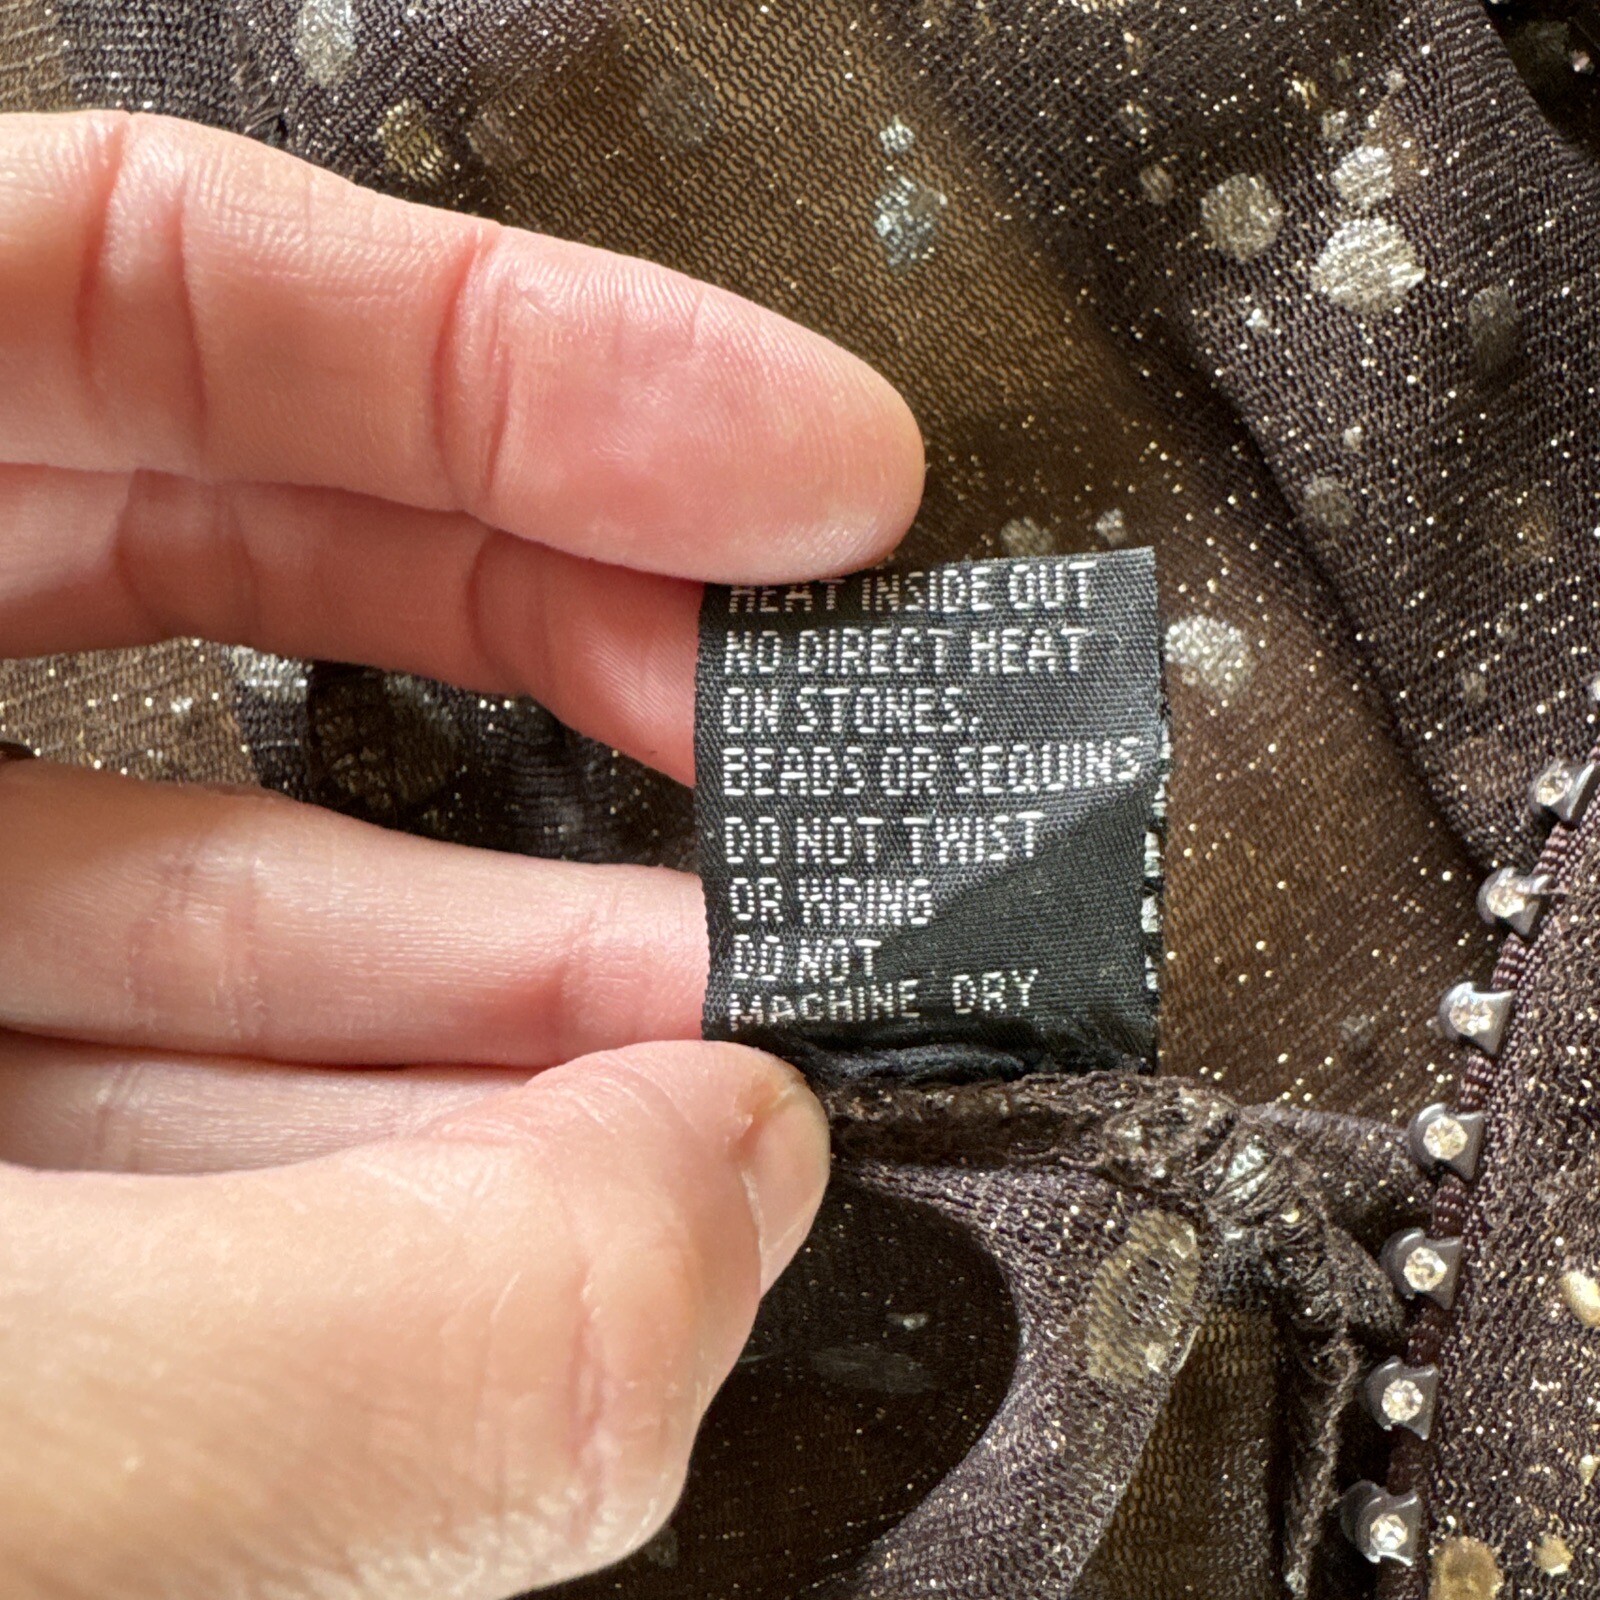 HEAT INSIDE OUT
NO DIRECT HEAT
ON STONES,
BEADS OR SEQUINS
DO NOT TWIST
OR WRING
DO NOT
MACHINE DRY